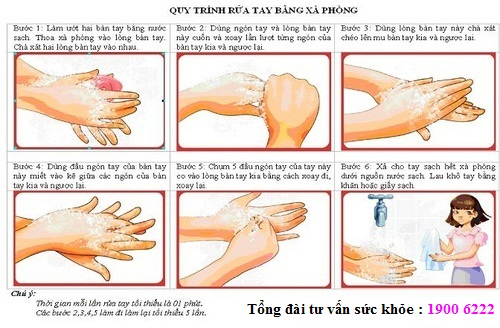 QUY TRÌNH RỬA TAY BẰNG XÀ PHÒNG
Bước 1: Làm ướt hai bàn tay bằng nước
sạch. Thoa xà phòng vào lòng bàn tay.
Chà xát hai lòng bàn tay vào nhau.
Bước 2: Dùng ngón tay và lòng bàn tay
này cuốn và xoay lần lượt từng ngón của
bàn tay kia và ngược lại.
Bước 3: Dùng lòng bàn tay này chà xát
chéo lên mu bàn tay kia và ngược lại.
Bước 4: Dùng đầu ngón tay của bàn tay
này miết vào kẽ giữa các ngón của bàn
tay kia và ngược lại.
Bước 5: Chụm 5 đầu ngón tay của tay này
cọ vào lòng bàn tay kia bằng cách xoay đi,
xoay lại.
Bước 6: Xả cho tay sạch hết xà phòng
dưới nguồn nước sạch. Lau khô tay bằng
khăn hoặc giấy sạch.
Chú ý:
Thời gian mỗi lần rửa tay tối thiểu là 01 phút.
Các bước 2,3,4,5 làm đi làm lại tối thiểu 5 lần.
Tổng đài tư vấn sức khỏe : 1900 6222